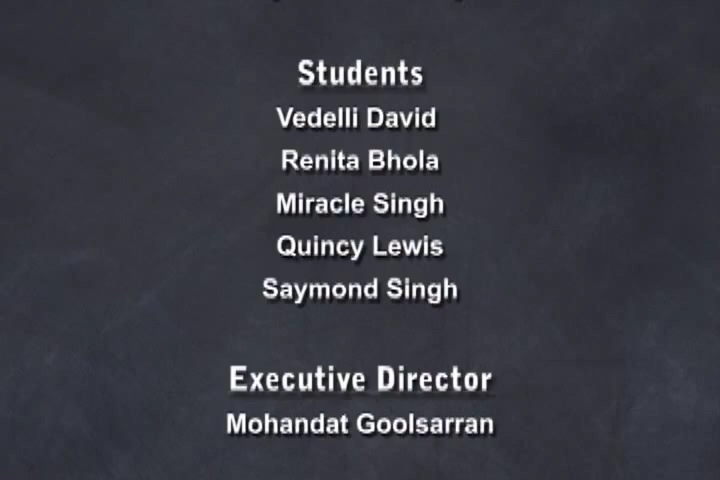 Students
Vedelli David
Renita Bhola
Miracle Singh
Quincy Lewis
Saymond Singh
Executive Director
Mohandat Goolsarran